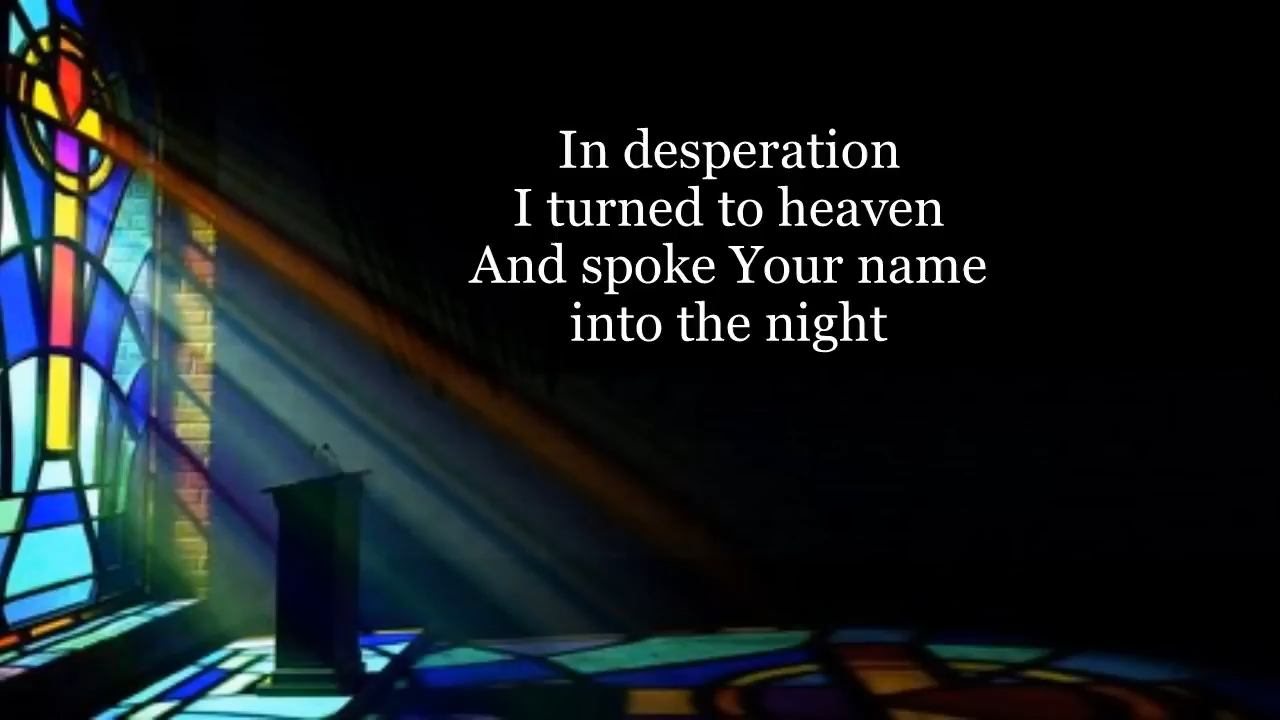 In desperation
I turned to heaven
And spoke Your name
into the night